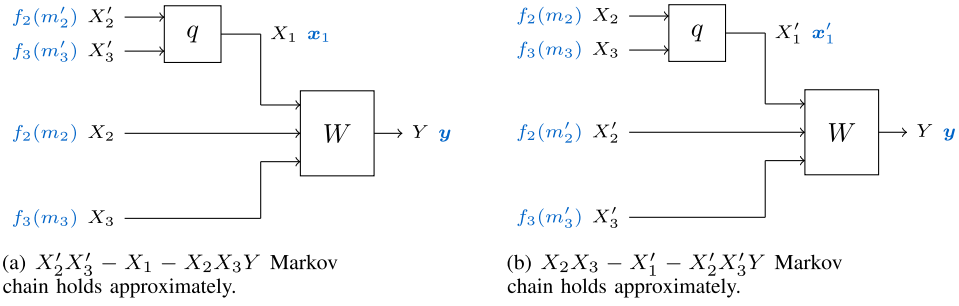 f₂(m′₂) X′₂
f₃(m′₃) X′₃
q
X₁ x₁
f₂(m₂) X₂
W
Y y
f₃(m₃) X₃
(a) X′₂X′₃ − X₁ − X₂X₃Y Markov
chain holds approximately.
f₂(m₂) X₂
f₃(m₃) X₃
q
X′₁ x′₁
f₂(m′₂) X′₂
W
Y y
f₃(m′₃) X′₃
(b) X₂X₃ − X′₁ − X′₂X′₃Y Markov
chain holds approximately.